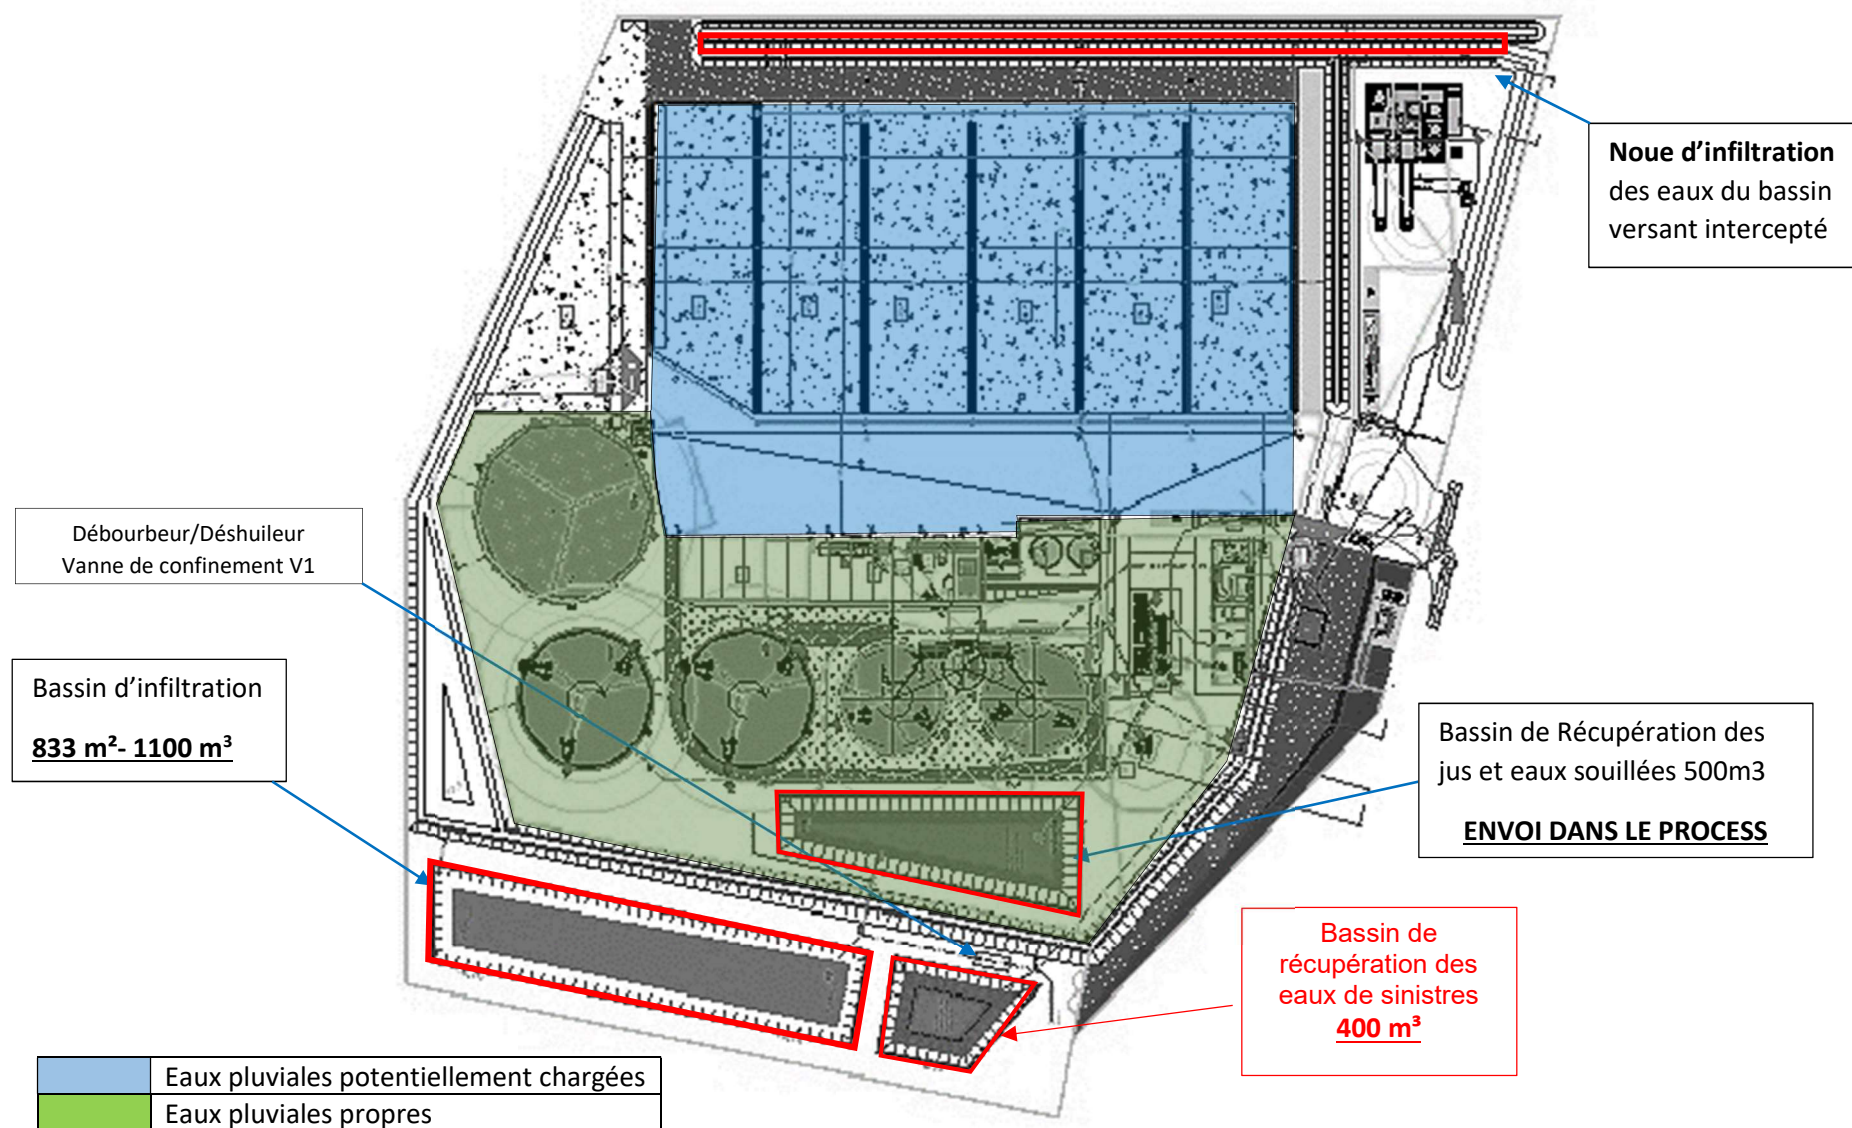 Noue d’infiltration
des eaux du bassin
versant intercepté
Débourbeur/Déshuileur
Vanne de confinement V1
Bassin d’infiltration
833 m²- 1100 m³
Bassin de Récupération des
jus et eaux souillées 500m3
ENVOI DANS LE PROCESS
Bassin de
récupération des
eaux de sinistres
400 m³
Eaux pluviales potentiellement chargées
Eaux pluviales propres